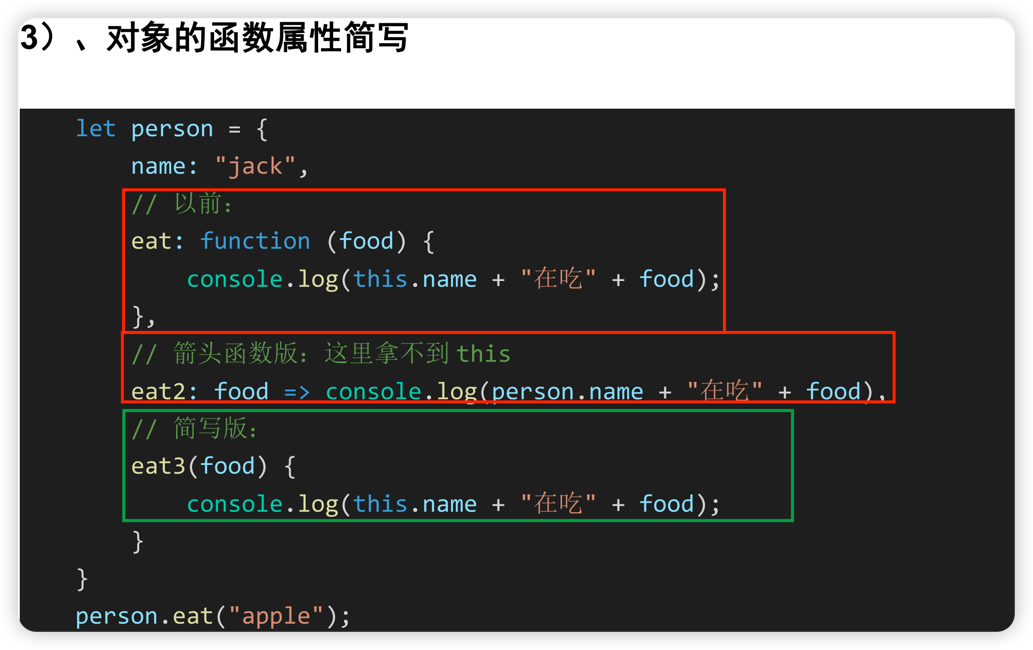 3）、对象的函数属性简写
let person = {
name: "jack",
// 以前：
eat: function (food) {
console.log(this.name + "在吃" + food);
},
// 箭头函数版：这里拿不到 this
eat2: food => console.log(person.name + "在吃" + food),
// 简写版：
eat3(food) {
console.log(this.name + "在吃" + food);
}
}
person.eat("apple");